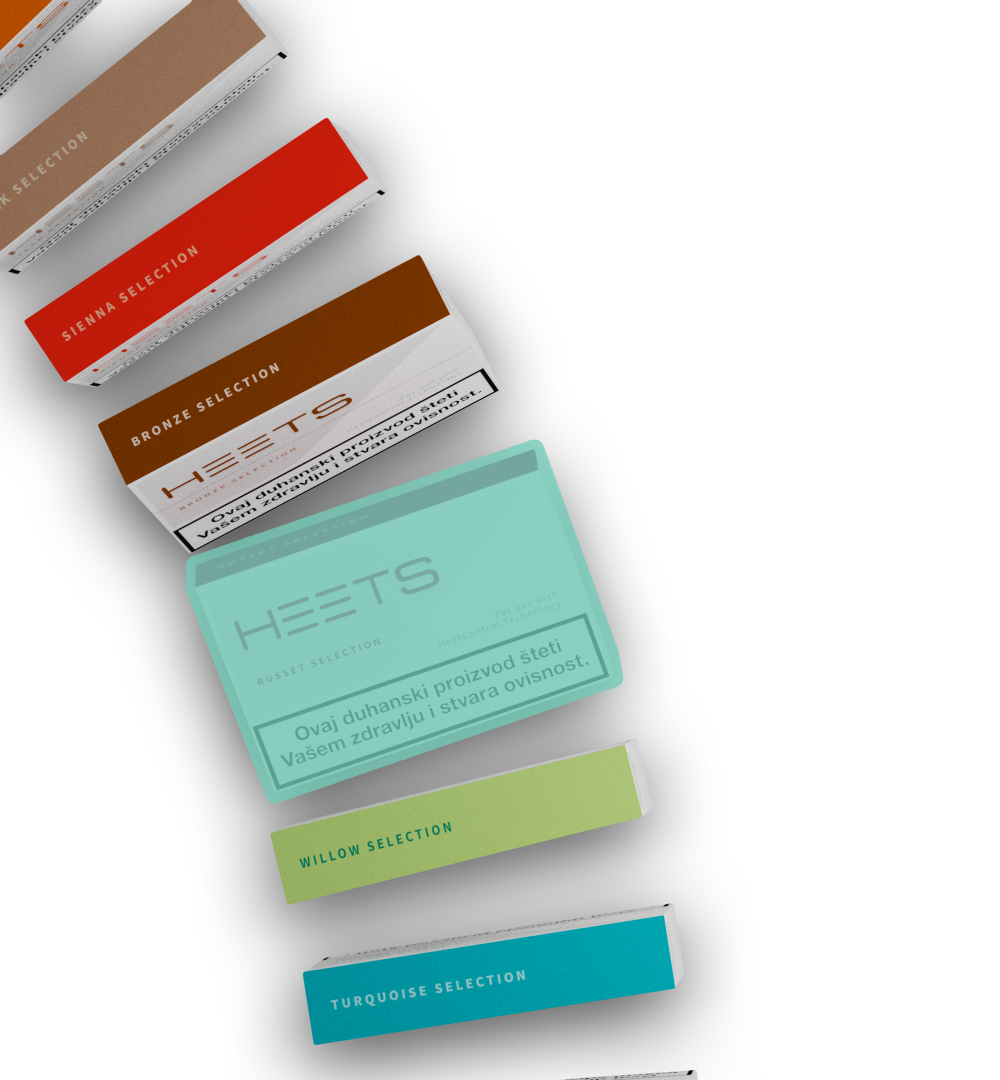 K SELECTION
SIENNA SELECTION
BRONZE SELECTION
HEETS
BRONZE SELECTION
Ovaj duhanski proizvod šteti
Vašem zdravlju i stvara ovisnost.
RUSSET SELECTION
HEETS
RUSSET SELECTION
For use with
HeatControl Technology
Ovaj duhanski proizvod šteti
Vašem zdravlju i stvara ovisnost.
WILLOW SELECTION
TURQUOISE SELECTION